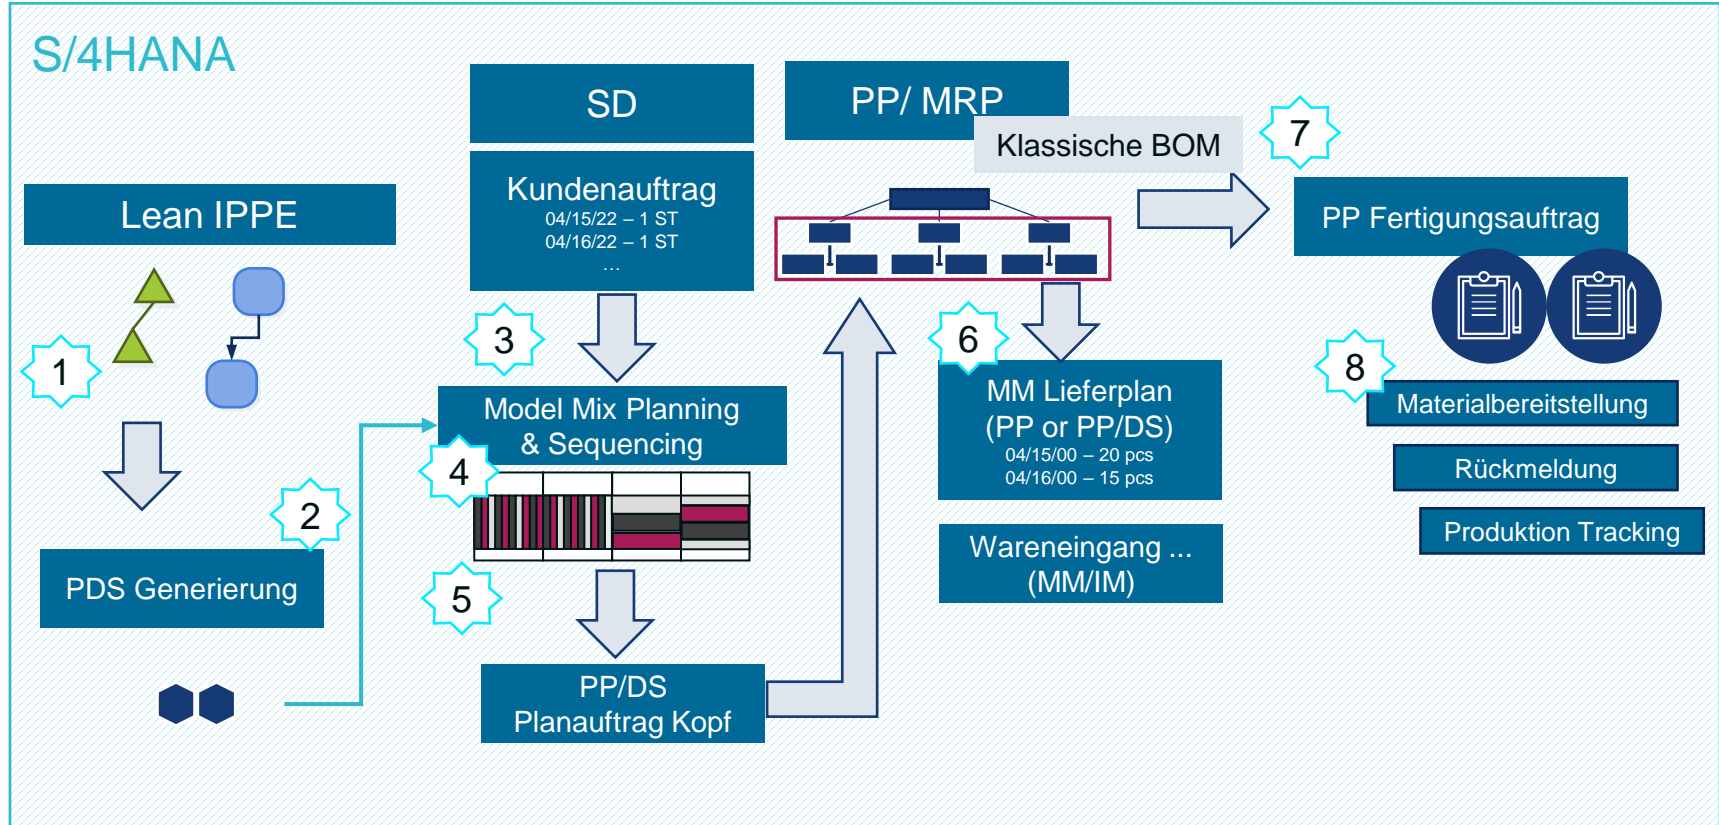 S/4HANA
Lean IPPE
1
PDS Generierung
2
SD
Kundenauftrag
04/15/22 – 1 ST
04/16/22 – 1 ST
...
3
Model Mix Planning
& Sequencing
4
5
PP/DS
Planauftrag Kopf
PP/ MRP
Klassische BOM
6
MM Lieferplan
(PP or PP/DS)
04/15/00 – 20 pcs
04/16/00 – 15 pcs
Wareneingang ...
(MM/IM)
7
PP Fertigungsauftrag
8
Materialbereitstellung
Rückmeldung
Produktion Tracking